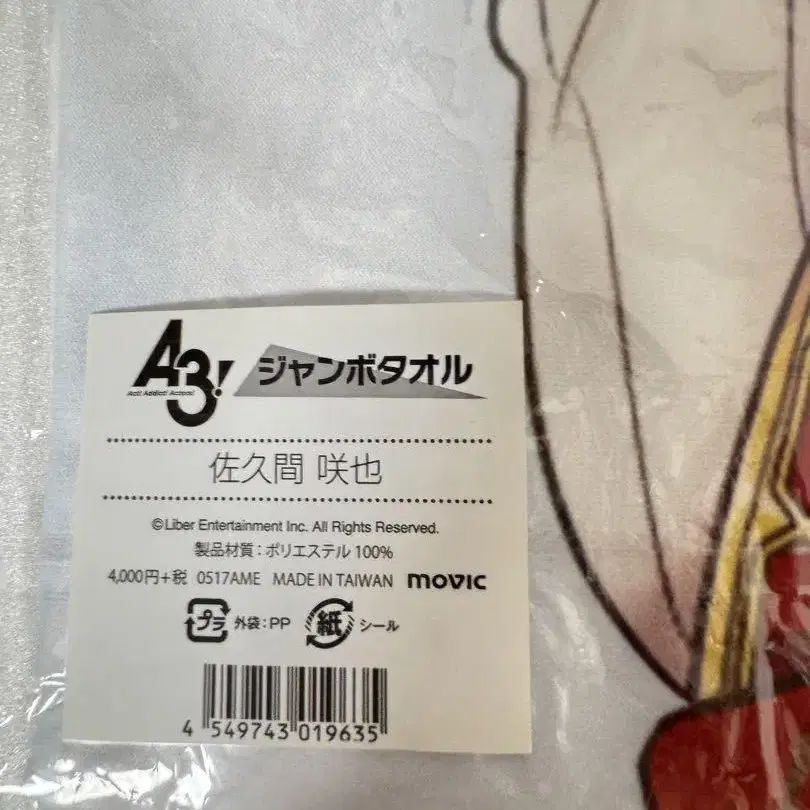 A3! ジャンボタオル
Act! Addict! Actors!
佐久間 咲也
©Liber Entertainment Inc. All Rights Reserved.
製品材質:ポリエステル 100%
4,000円+税 0517AME MADE IN TAIWAN movic
プラ 外袋:PP 紙 シール
4 549743 019635